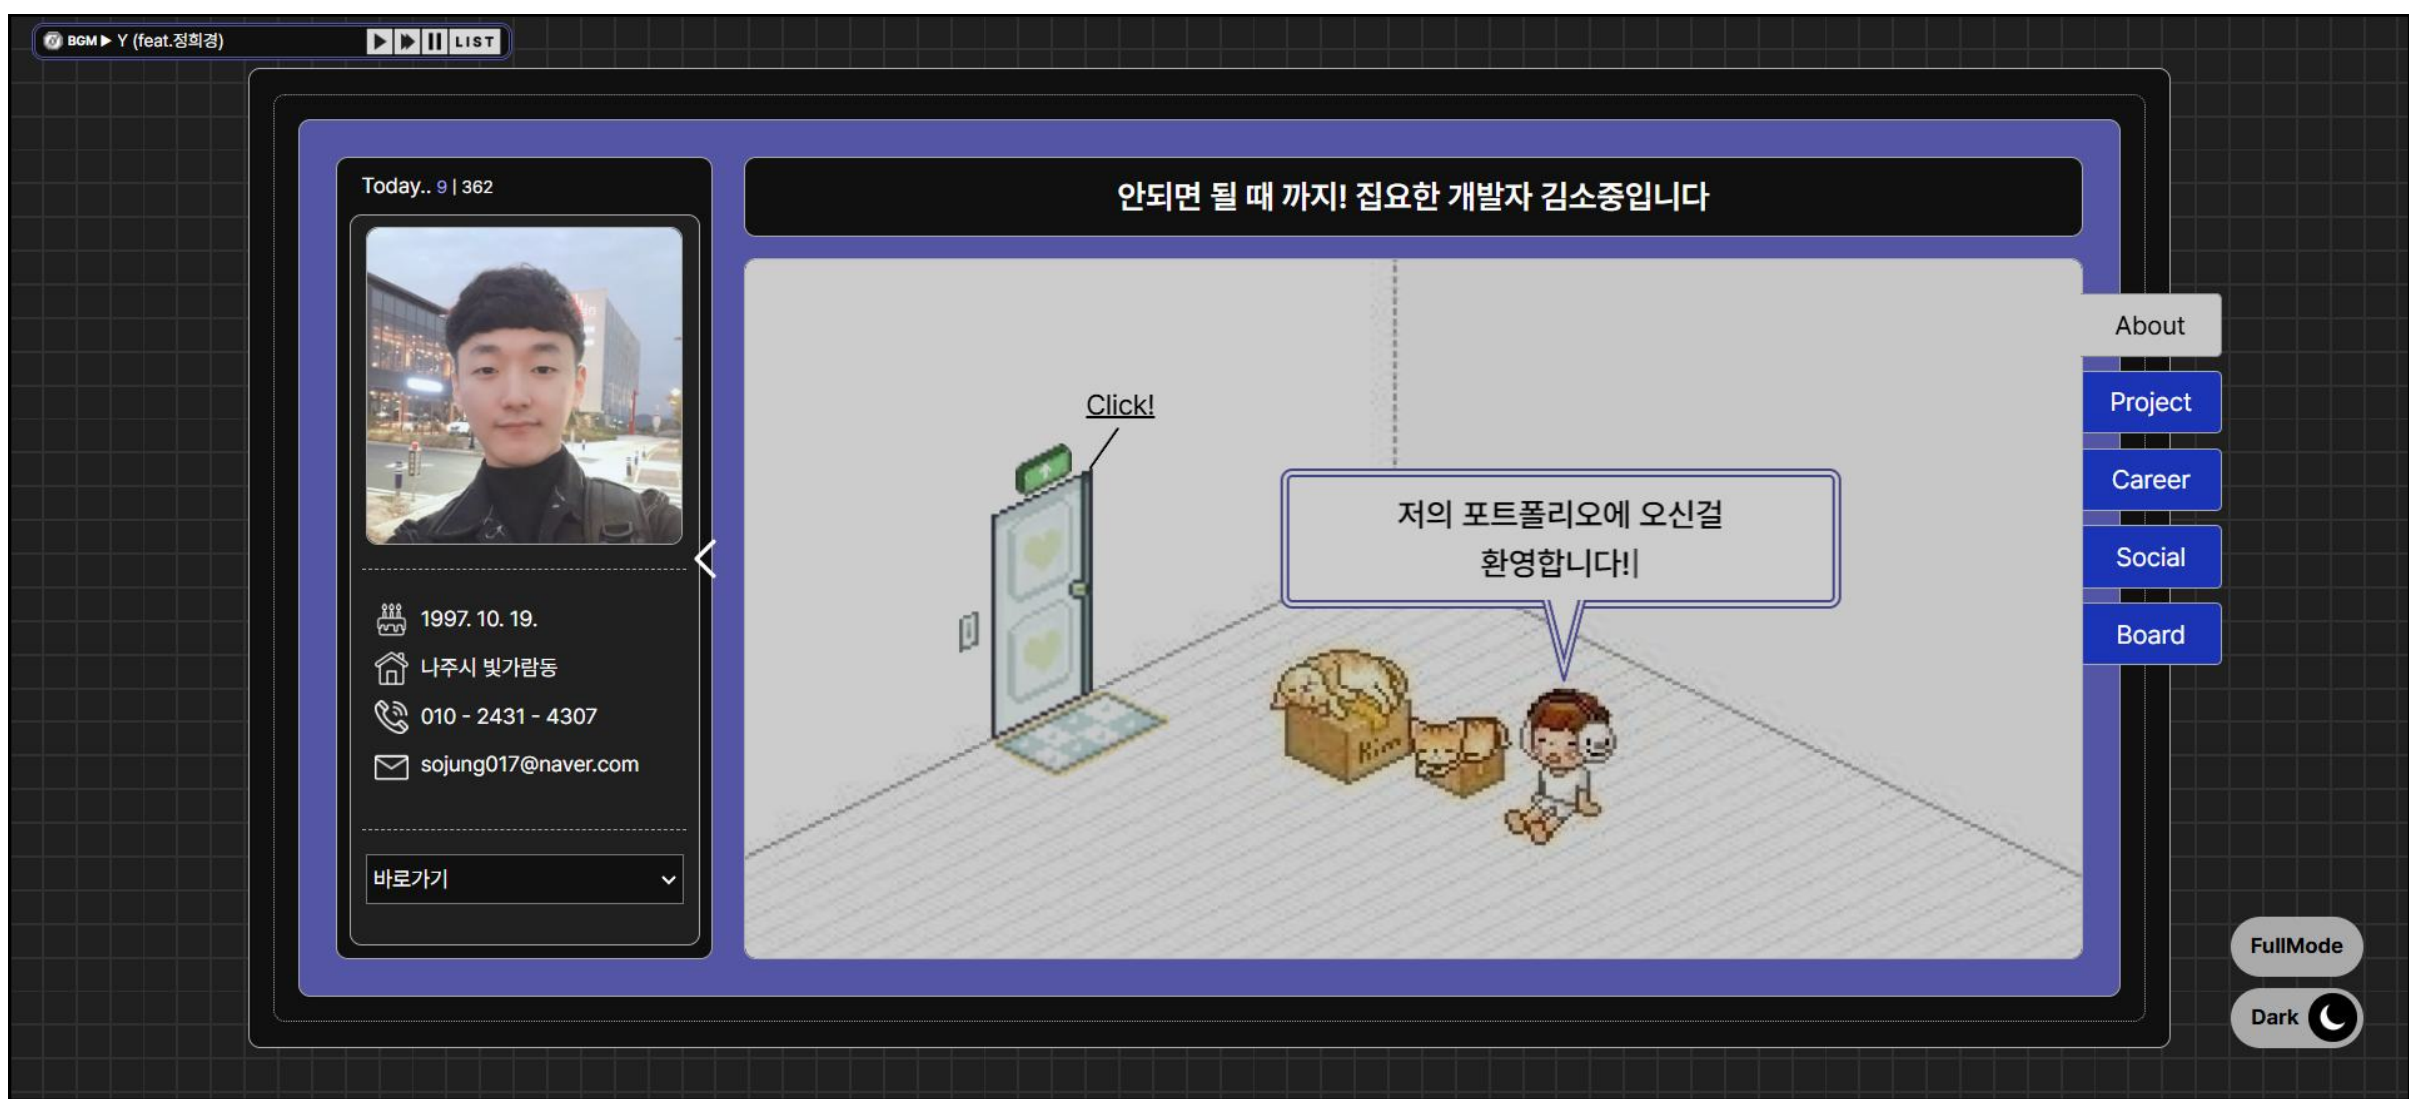 BGM ▶ Y (feat.정희경)
LIST
Today.. 9 | 362
안되면 될 때 까지! 집요한 개발자 김소중입니다
1997. 10. 19.
나주시 빛가람동
010 - 2431 - 4307
sojung017@naver.com
바로가기
Click!
저의 포트폴리오에 오신걸
환영합니다!|
Kim
About
Project
Career
Social
Board
FullMode
Dark